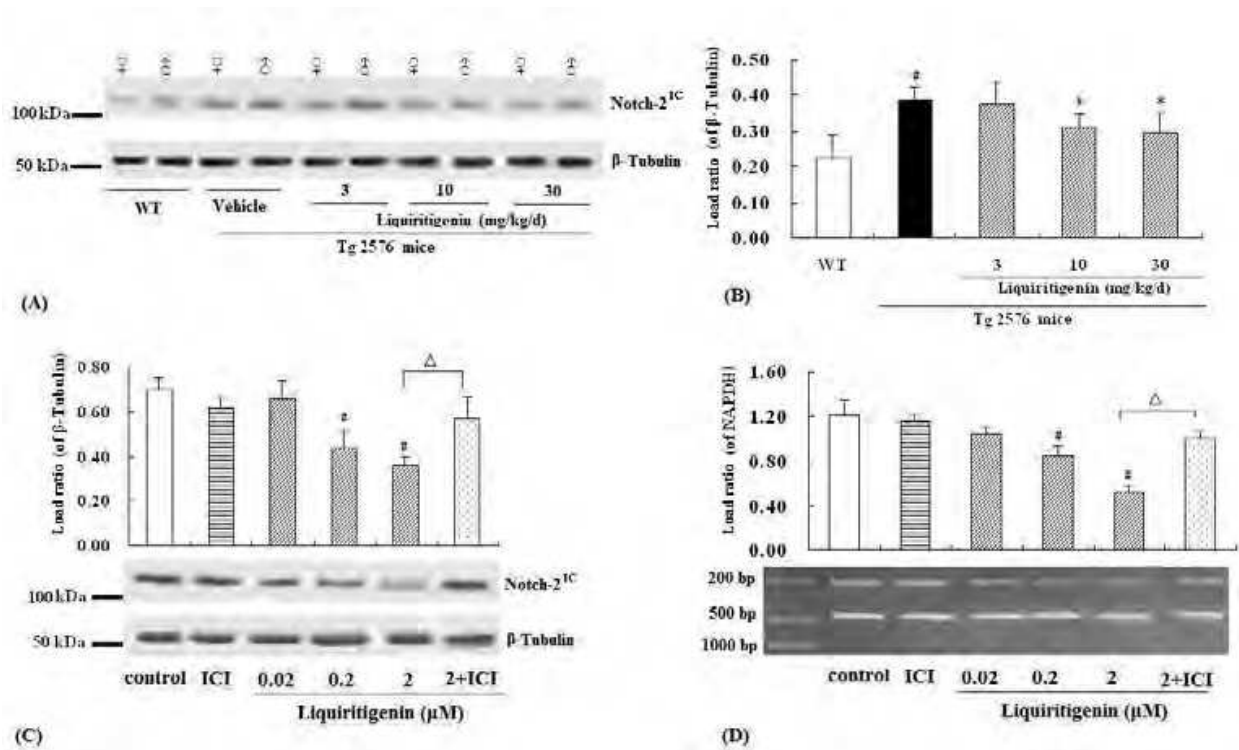 Notch-2IC
100 kDa
50 kDa
β-Tubulin
WT
Vehicle
3
10
30
Liquiritigenin (mg/kg/d)
Tg 2576 mice
(A)
Load ratio (of β-Tubulin)
0.50
0.40
0.30
0.20
0.10
0.00
#
*
*
WT
3
10
30
Liquiritigenin (mg/kg/d)
Tg 2576 mice
(B)
Load ratio (of β-Tubulin)
0.80
0.60
0.40
0.20
0.00
#
#
△
Notch-2IC
100 kDa
50 kDa
β-Tubulin
control
ICI
0.02
0.2
2
2+ICI
Liquiritigenin (μM)
(C)
Load ratio (of NAPDH)
1.60
1.20
0.80
0.40
0.00
#
#
△
200 bp
500 bp
1000 bp
control
ICI
0.02
0.2
2
2+ICI
Liquiritigenin (μM)
(D)